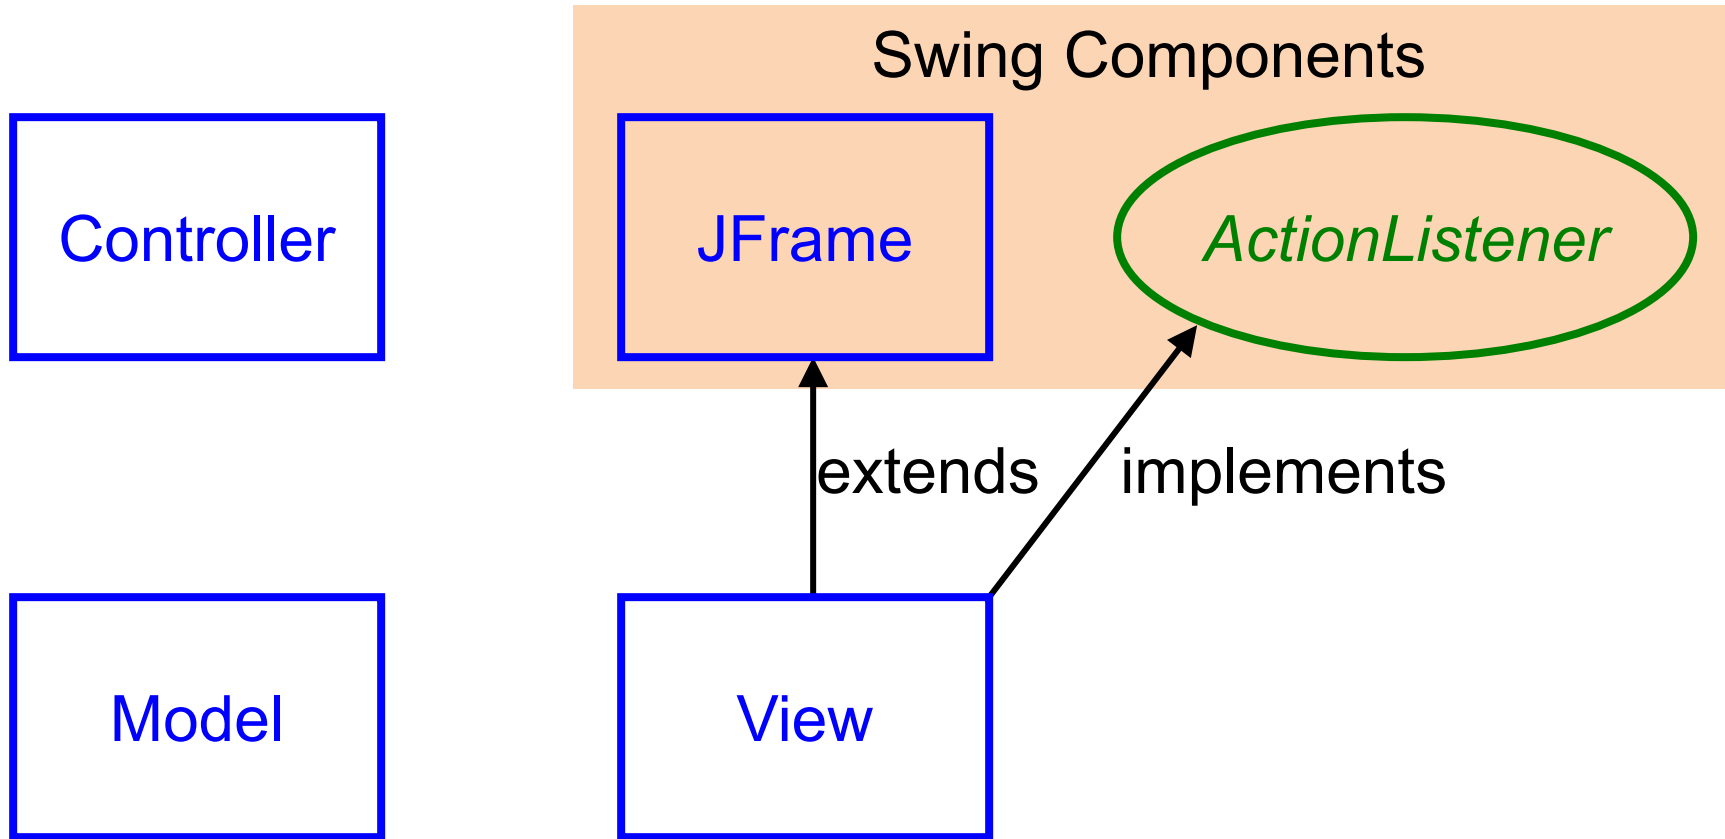 Swing Components
Controller
JFrame
ActionListener
extends
implements
Model
View